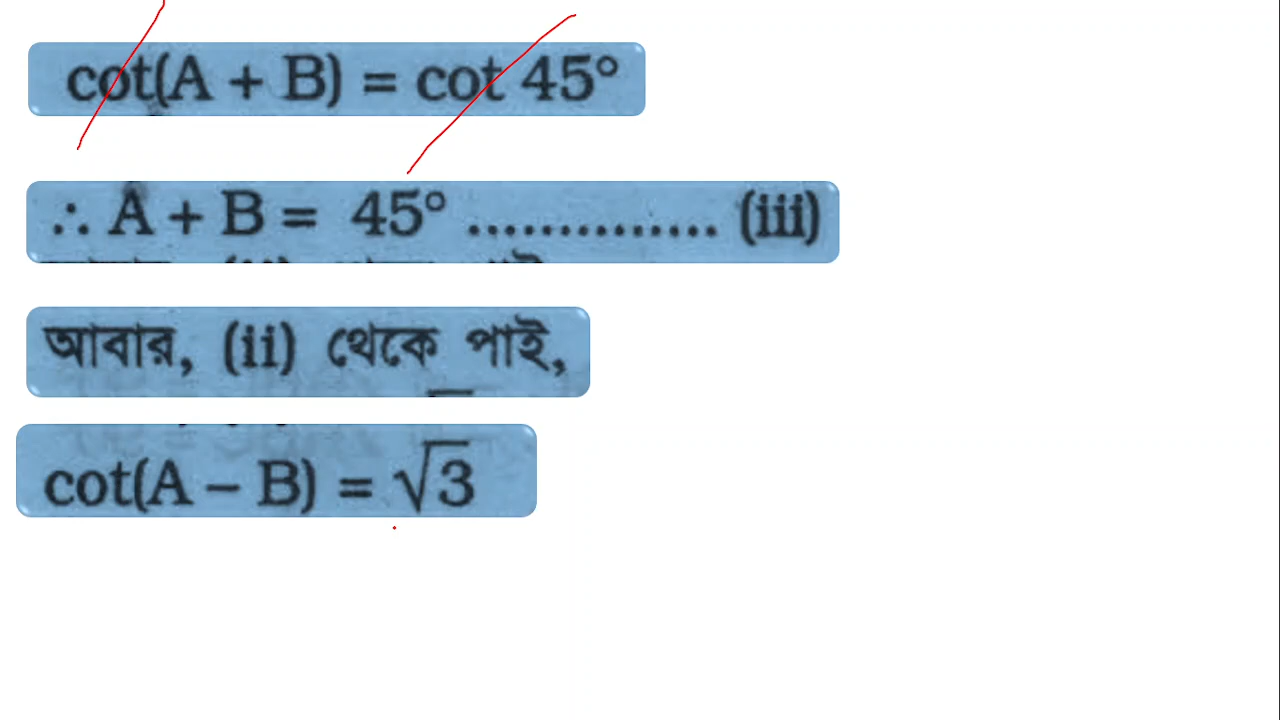 cot(A + B) = cot 45°
∴ A + B = 45° ............... (iii)
আবার, (ii) থেকে পাই,
cot(A – B) = √3